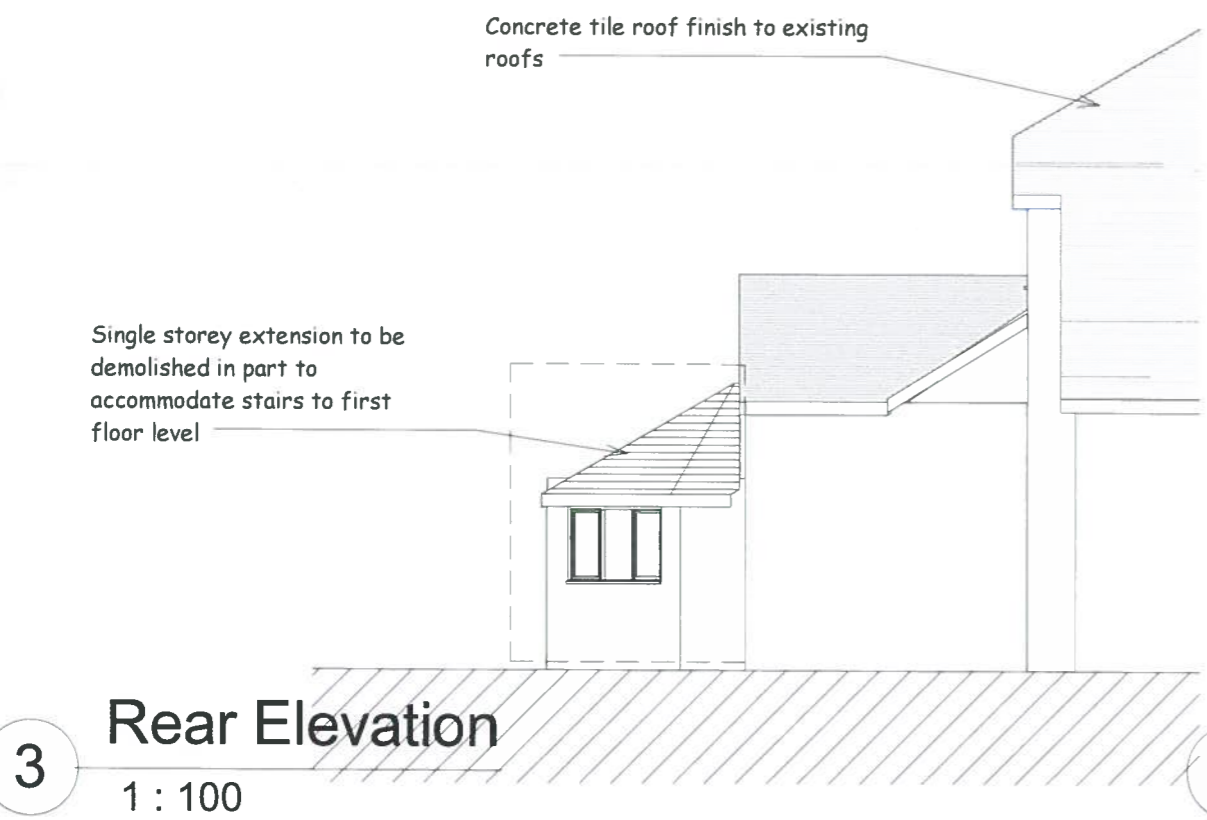 Concrete tile roof finish to existing
roofs
Single storey extension to be
demolished in part to
accommodate stairs to first
floor level
3
Rear Elevation
1 : 100